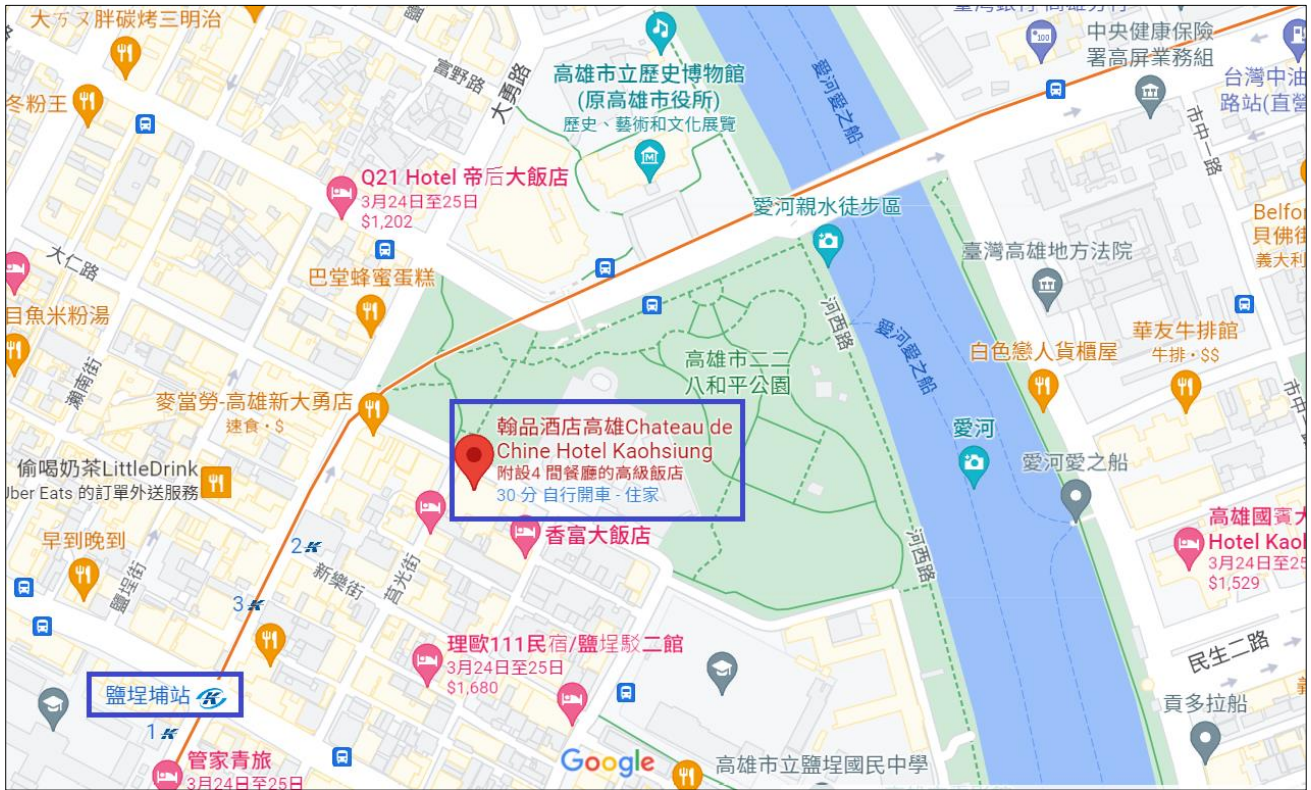 大ㄎㄡ胖碳烤三明治
冬粉王
富野路
大勇路
高雄市立歷史博物館
(原高雄市役所)
歷史、藝術和文化展覽
愛河愛之船
中央健康保險
署高屏業務組
台灣中油
路站(直營
市中一路
Q21 Hotel 帝后大飯店
3月24日至25日
$1,202
愛河親水徒步區
臺灣高雄地方法院
Belfo
貝佛街
義大利
大仁路
巴堂蜂蜜蛋糕
目魚米粉湯
瀨南街
河西路
愛河愛之船
高雄市二二
八和平公園
白色戀人貨櫃屋
華友牛排館
牛排・$$
市中
麥當勞-高雄新大勇店
速食・$
翰品酒店高雄Chateau de
Chine Hotel Kaohsiung
附設4 間餐廳的高級飯店
30 分 自行開車 - 住家
愛河
愛河愛之船
偷喝奶茶LittleDrink
Uber Eats 的訂單外送服務
早到晚到
香富大飯店
高雄國賓大
Hotel Kaol
3月24日至25
$1,529
2
新樂街
莒光街
鹽埕街
河西路
3
理歐111民宿/鹽埕駁二館
3月24日至25日
$1,680
民生二路
鹽埕埔站
貢多拉船
1
管家青旅
3月24日至25日
Google
高雄市立鹽埕國民中學